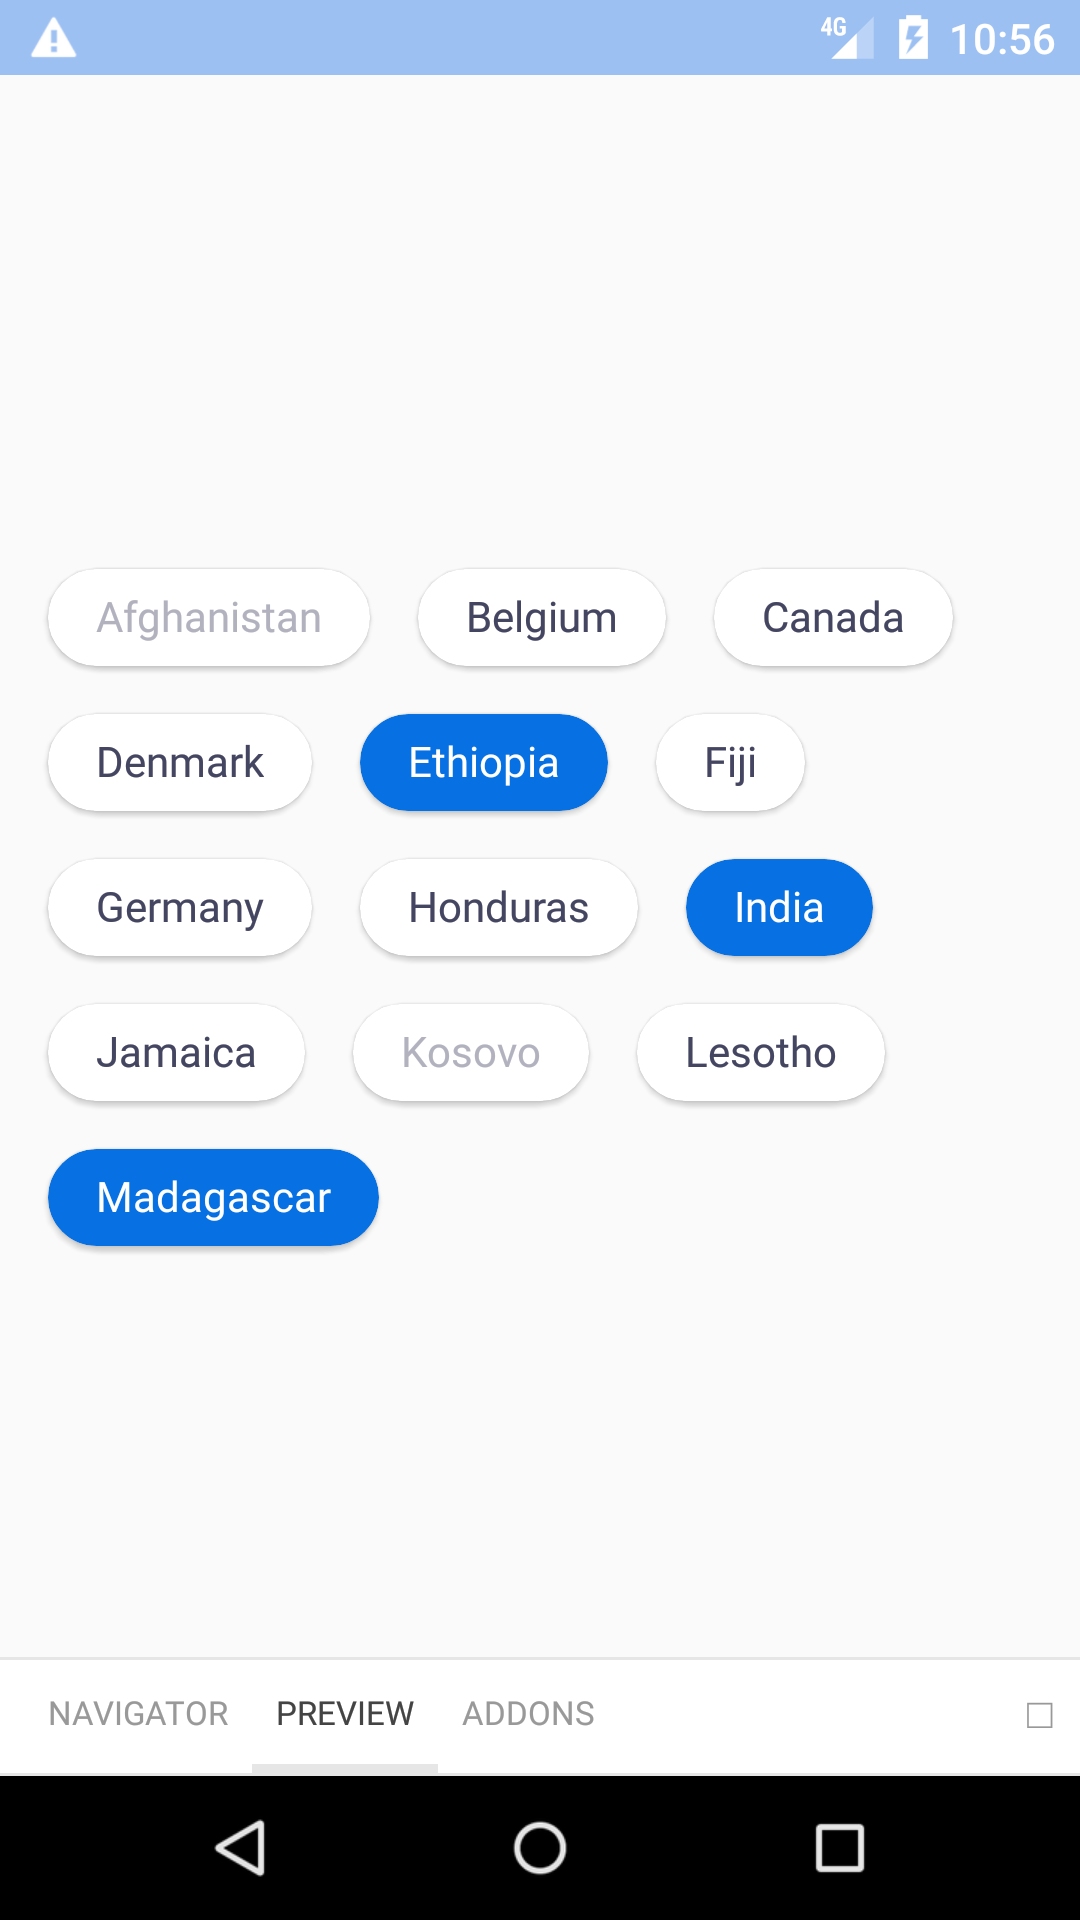 4G 10:56
Afghanistan Belgium Canada
Denmark Ethiopia Fiji
Germany Honduras India
Jamaica Kosovo Lesotho
Madagascar
NAVIGATOR PREVIEW ADDONS